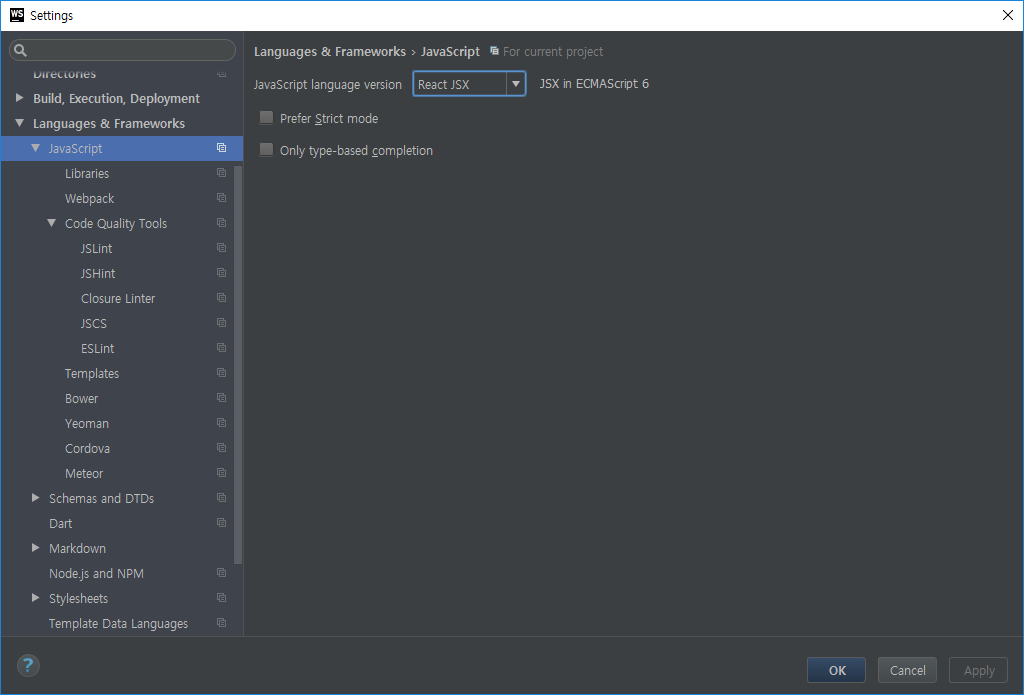 WS Settings
Directories
Build, Execution, Deployment
Languages & Frameworks
JavaScript
Libraries
Webpack
Code Quality Tools
JSLint
JSHint
Closure Linter
JSCS
ESLint
Templates
Bower
Yeoman
Cordova
Meteor
Schemas and DTDs
Dart
Markdown
Node.js and NPM
Stylesheets
Template Data Languages
Languages & Frameworks › JavaScript For current project
JavaScript language version React JSX JSX in ECMAScript 6
Prefer Strict mode
Only type-based completion
?
OK Cancel Apply